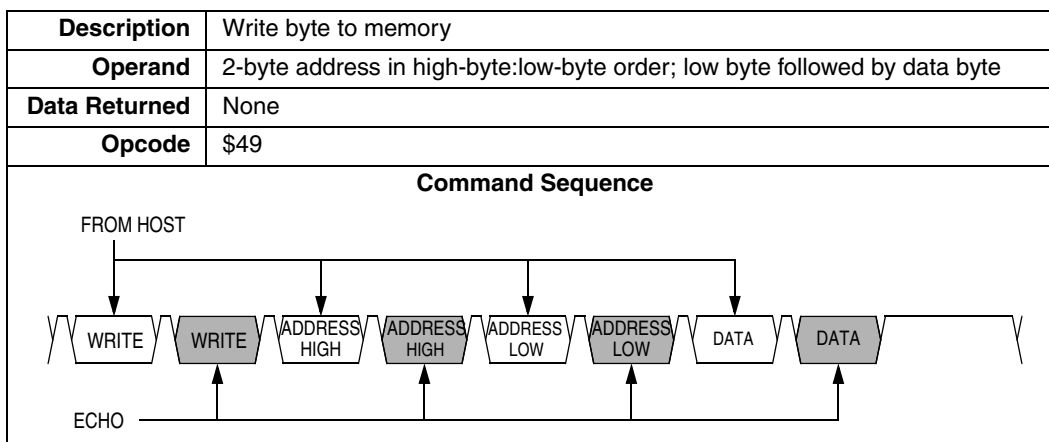 Description Write byte to memory
Operand 2-byte address in high-byte:low-byte order; low byte followed by data byte
Data Returned None
Opcode $49
Command Sequence
FROM HOST
WRITE WRITE ADDRESS HIGH ADDRESS HIGH ADDRESS LOW ADDRESS LOW DATA DATA
ECHO